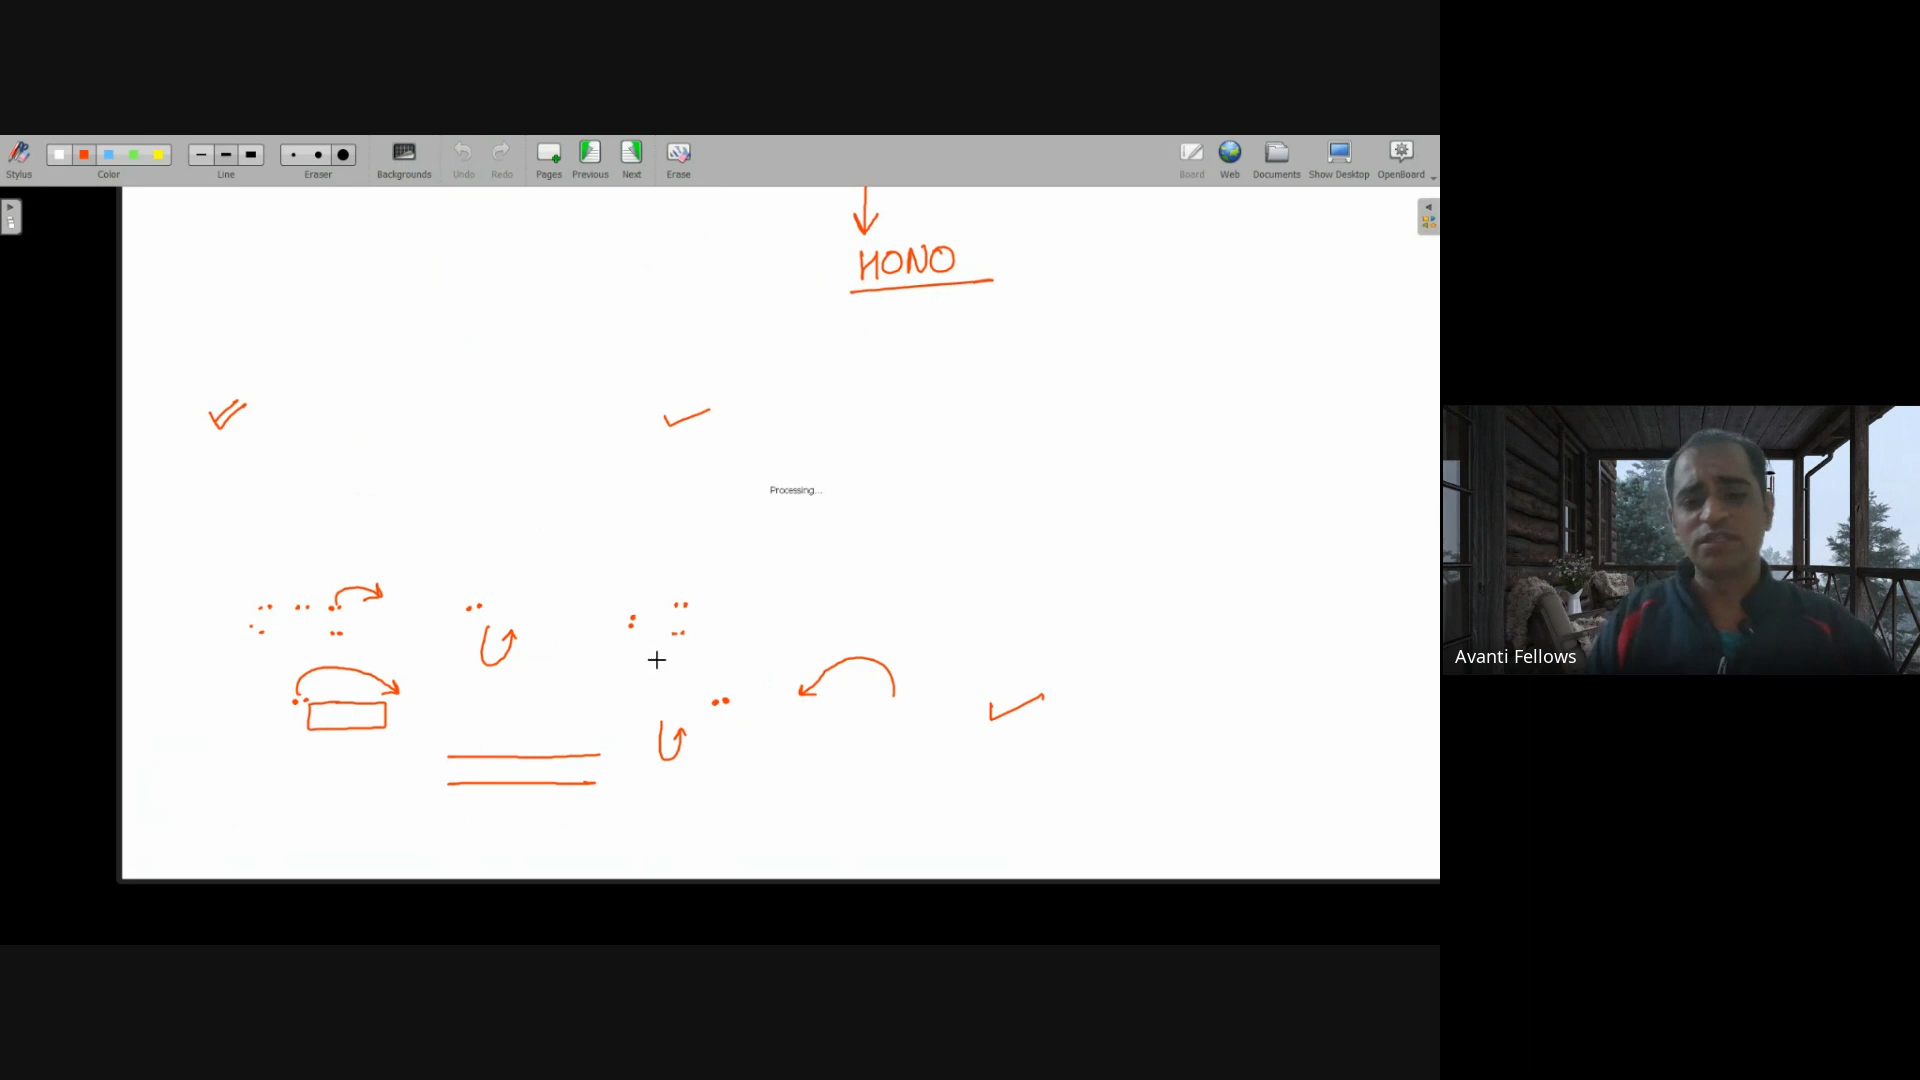 Stylus Color Line Eraser Backgrounds Undo Redo Pages Previous Next Erase Board Web Documents Show Desktop OpenBoard
HONO
Processing...
Avanti Fellows